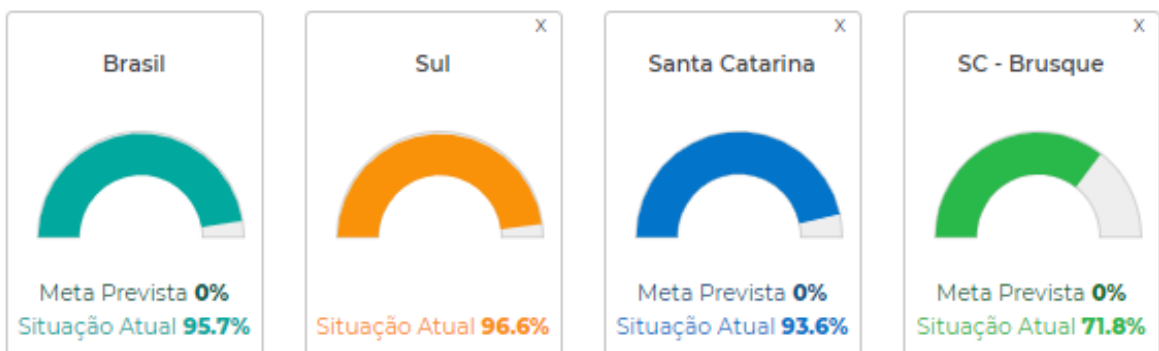 Brasil
Meta Prevista 0%
Situação Atual 95.7%
X
Sul
Situação Atual 96.6%
X
Santa Catarina
Meta Prevista 0%
Situação Atual 93.6%
X
SC - Brusque
Meta Prevista 0%
Situação Atual 71.8%